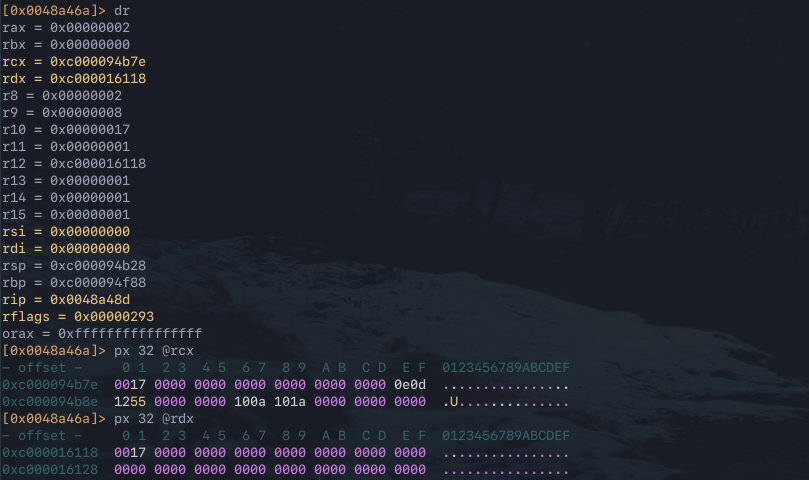 [0x0048a46a]> dr
rax = 0x00000002
rbx = 0x00000000
rcx = 0xc000094b7e
rdx = 0xc000016118
r8 = 0x00000002
r9 = 0x00000008
r10 = 0x00000017
r11 = 0x00000001
r12 = 0xc000016118
r13 = 0x00000001
r14 = 0x00000001
r15 = 0x00000001
rsi = 0x00000000
rdi = 0x00000000
rsp = 0xc000094b28
rbp = 0xc000094f88
rip = 0x0048a48d
rflags = 0x00000293
orax = 0xffffffffffffffff
[0x0048a46a]> px 32 @rcx
- offset -     0 1  2 3  4 5  6 7  8 9  A B  C D  E F  0123456789ABCDEF
0xc000094b7e  0017 0000 0000 0000 0000 0000 0000 0e0d  ................
0xc000094b8e  1255 0000 0000 100a 101a 0000 0000 0000  .U..............
[0x0048a46a]> px 32 @rdx
- offset -     0 1  2 3  4 5  6 7  8 9  A B  C D  E F  0123456789ABCDEF
0xc000016118  0017 0000 0000 0000 0000 0000 0000 0000  ................
0xc000016128  0000 0000 0000 0000 0000 0000 0000 0000  ................